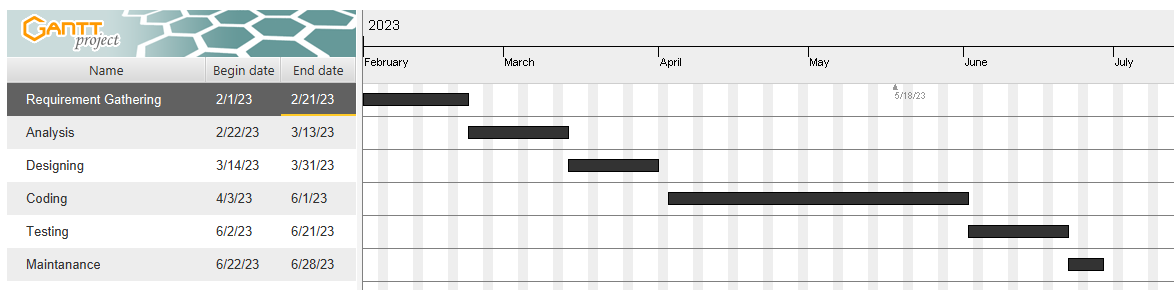 GANTT
project
2023
February March April May June July
5/18/23
Name Begin date End date
Requirement Gathering 2/1/23 2/21/23
Analysis 2/22/23 3/13/23
Designing 3/14/23 3/31/23
Coding 4/3/23 6/1/23
Testing 6/2/23 6/21/23
Maintanance 6/22/23 6/28/23